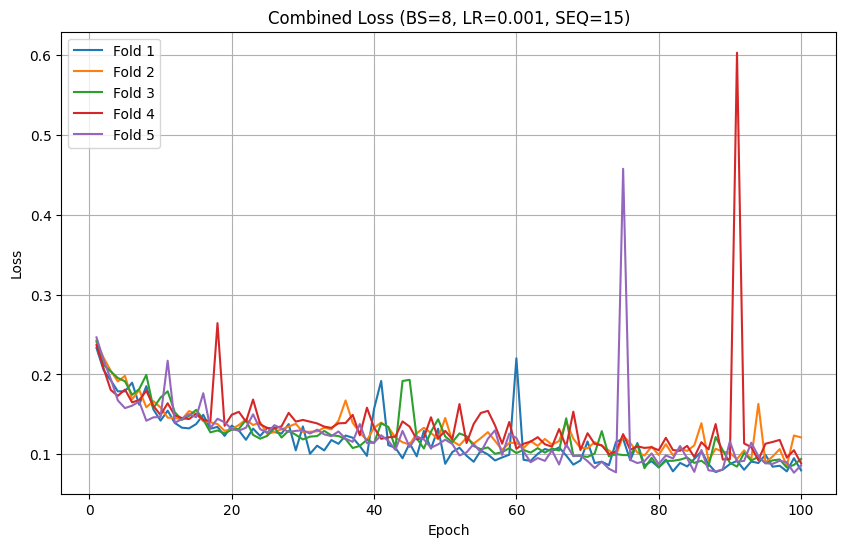 Combined Loss (BS=8, LR=0.001, SEQ=15)
Fold 1
Fold 2
Fold 3
Fold 4
Fold 5
Loss
0.6
0.5
0.4
0.3
0.2
0.1
0 20 40 60 80 100
Epoch